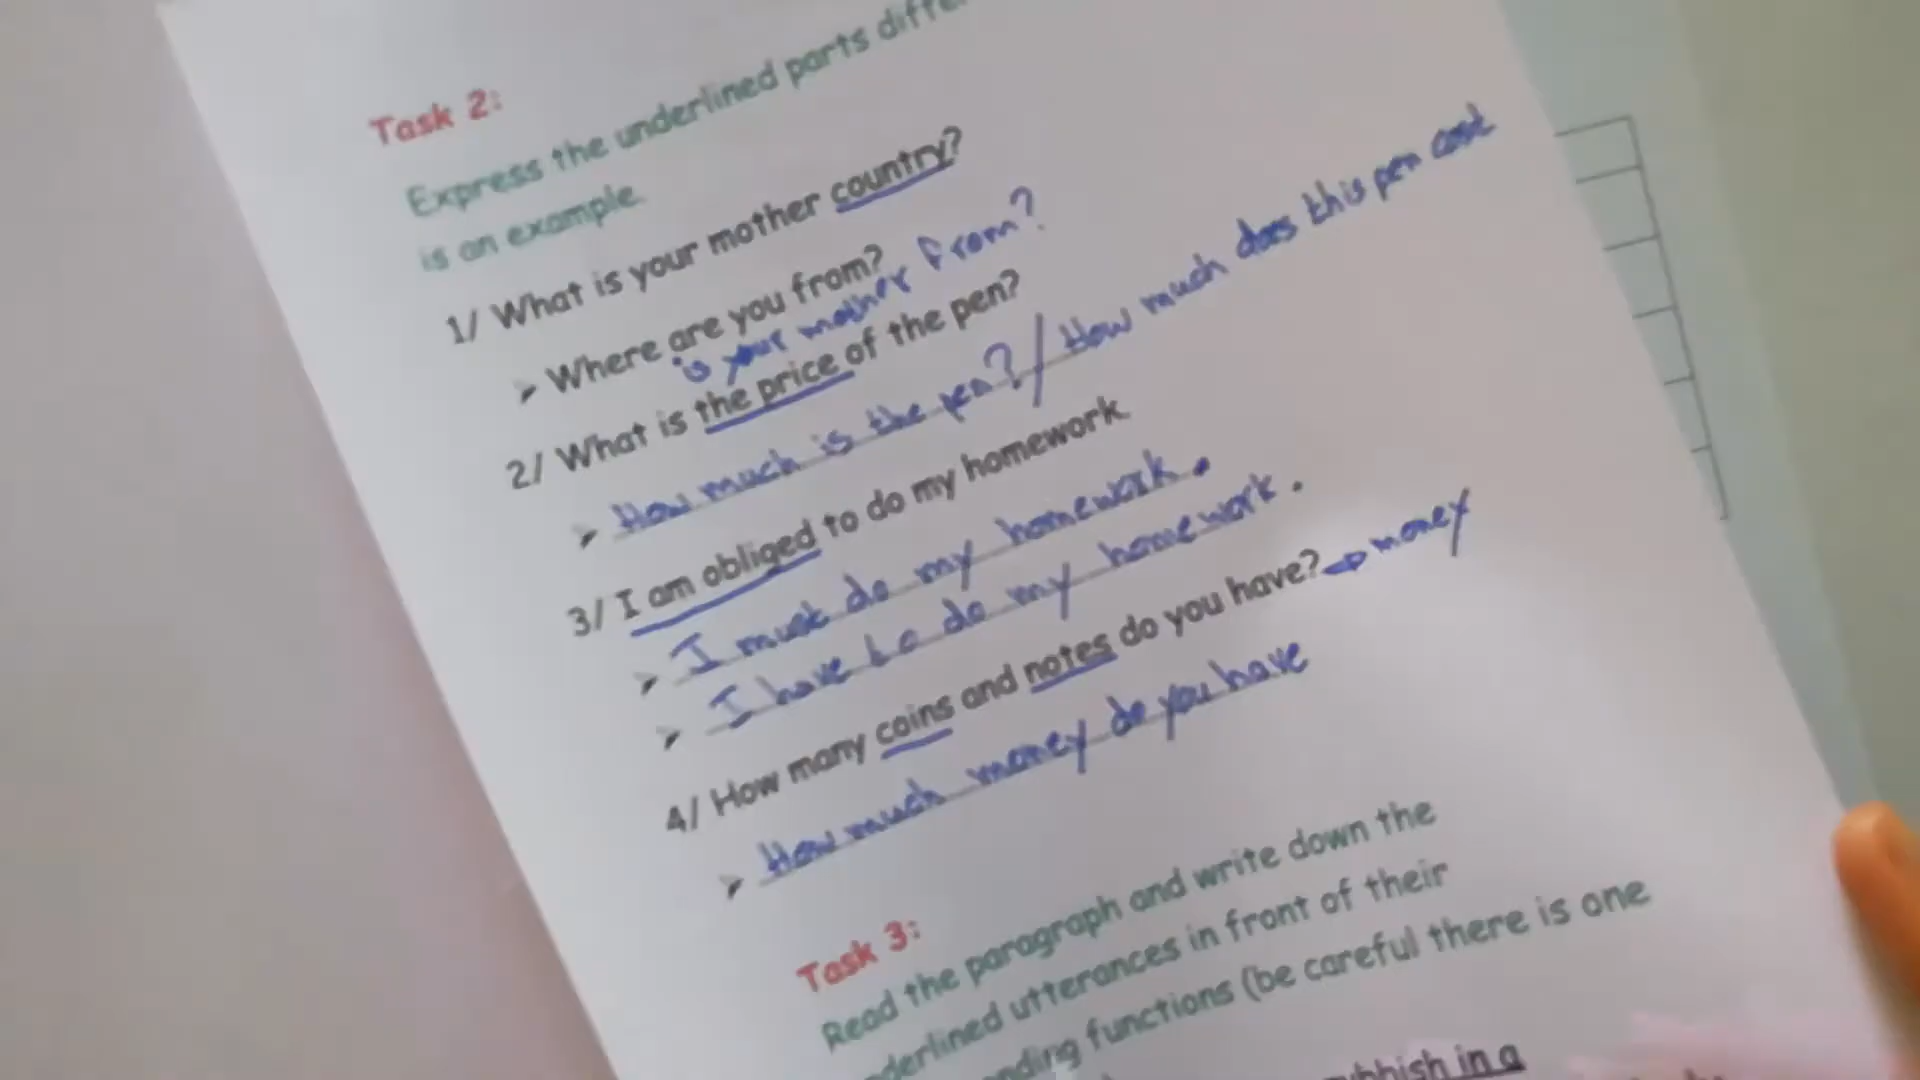 Task 2:
Express the underlined parts
is an example.
1/ What is your mother country?
Where are you from?
is your mother from?
2/ What is the price of the pen?
How much is the pen? / How much does this pen cost
3/ I am obliged to do my homework.
I must do my homework.
I have to do my homework.
4/ How many coins and notes do you have? money
How much money do you have
Task 3:
Read the paragraph and write down the
utterances in front of their
functions (be careful there is one
in a